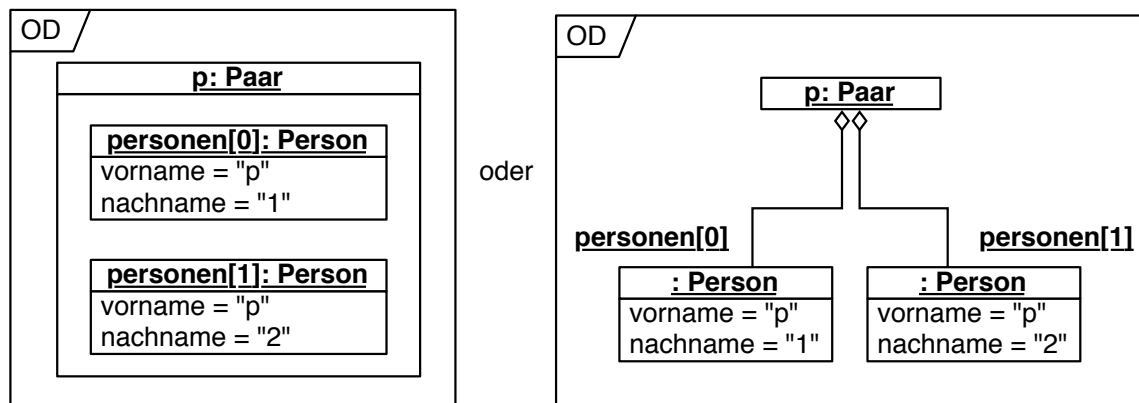 OD
p: Paar
personen[0]: Person
vorname = "p"
nachname = "1"
personen[1]: Person
vorname = "p"
nachname = "2"
oder
OD
p: Paar
personen[0]
personen[1]
: Person
vorname = "p"
nachname = "1"
: Person
vorname = "p"
nachname = "2"